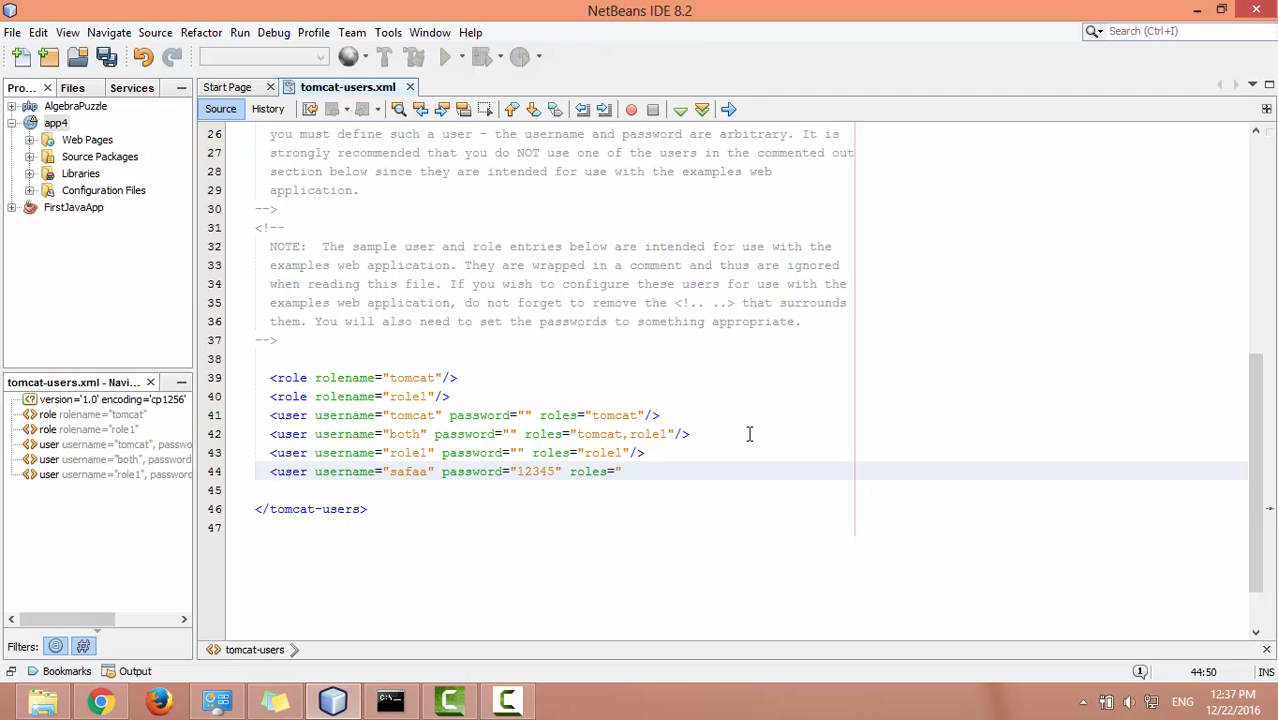 NetBeans IDE 8.2
File Edit View Navigate Source Refactor Run Debug Profile Team Tools Window Help
Search (Ctrl+I)
Pro... Files Services
Start Page tomcat-users.xml
Source History
AlgebraPuzzle
app4
Web Pages
Source Packages
Libraries
Configuration Files
FirstJavaApp
26 you must define such a user - the username and password are arbitrary. It is
27 strongly recommended that you do NOT use one of the users in the commented out
28 section below since they are intended for use with the examples web
29 application.
30 -->
31 <!--
32 NOTE:  The sample user and role entries below are intended for use with the
33 examples web application. They are wrapped in a comment and thus are ignored
34 when reading this file. If you wish to configure these users for use with the
35 examples web application, do not forget to remove the <!.. ..> that surrounds
36 them. You will also need to set the passwords to something appropriate.
37 -->
38
39 <role rolename="tomcat"/>
40 <role rolename="role1"/>
41 <user username="tomcat" password="" roles="tomcat"/>
42 <user username="both" password="" roles="tomcat,role1"/>
43 <user username="role1" password="" roles="role1"/>
44 <user username="safaa" password="12345" roles="
45
46 </tomcat-users>
47
tomcat-users.xml - Navi...
version='1.0' encoding='cp1256'
role rolename="tomcat"
role rolename="role1"
user username="tomcat", passwo
user username="both", password
user username="role1", password
Filters:
tomcat-users
Bookmarks Output
1 44:50 INS
ENG
12:37 PM
12/22/2016